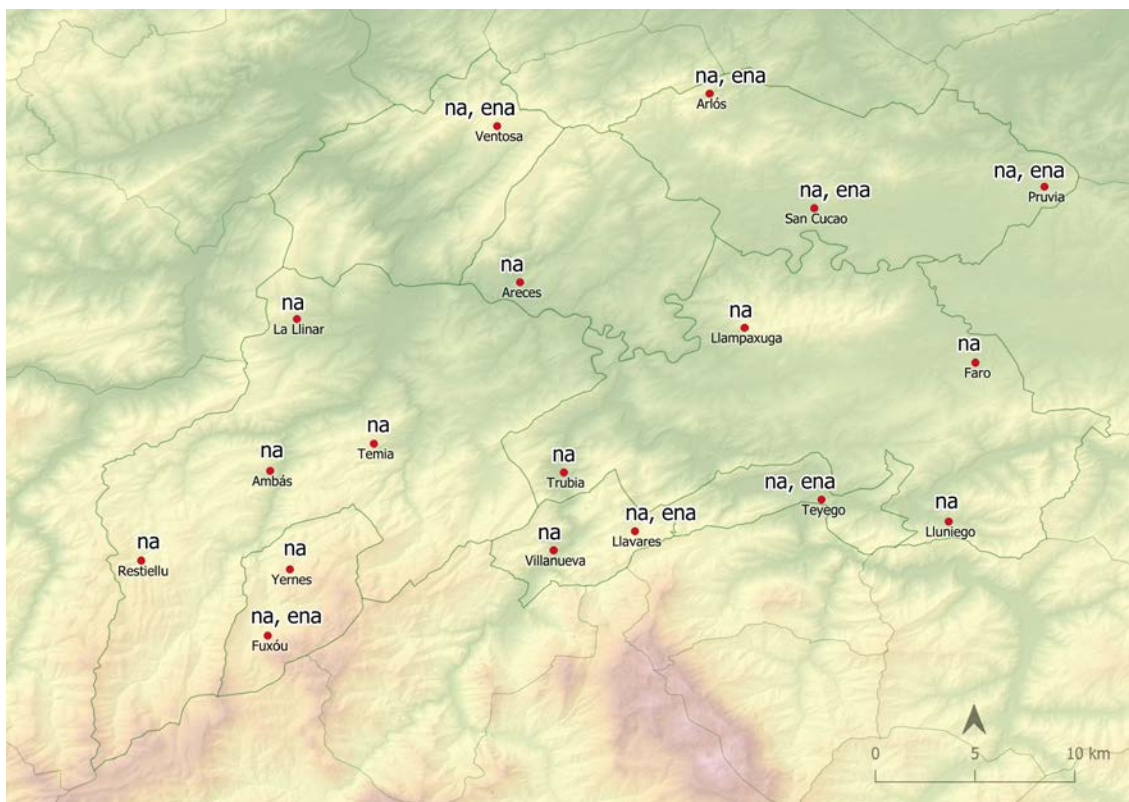 na, ena
Arlós
na, ena
Ventosa
na, ena
Pruvia
na, ena
San Cucao
na
Areces
na
La Llinar
na
Llampaxuga
na
Faro
na
Temia
na
Ambás
na
Trubia
na, ena
Teyego
na
Lluniego
na, ena
Llavares
na
Villanueva
na
Restiellu
na
Yernes
na, ena
Fuxóu
0 5 10 km